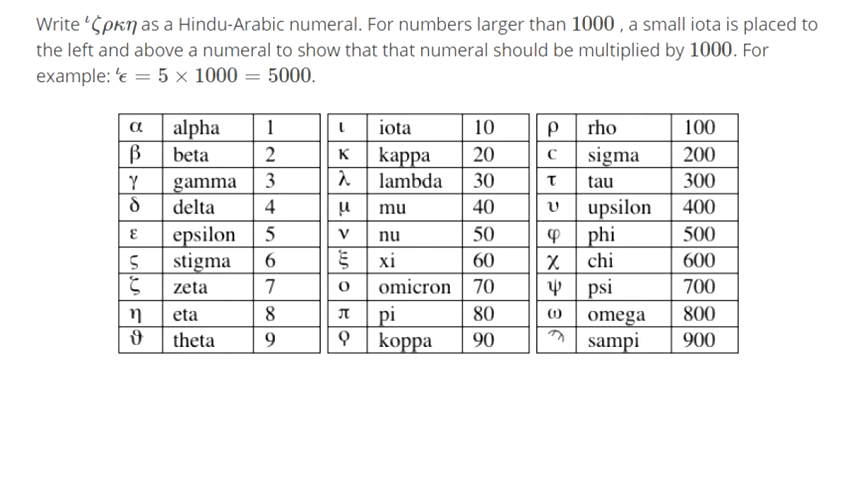 Write ʹζρκη as a Hindu-Arabic numeral. For numbers larger than 1000 , a small iota is placed to
the left and above a numeral to show that that numeral should be multiplied by 1000. For
example: ʹϵ = 5 × 1000 = 5000.
α alpha 1 ι iota 10 ρ rho 100
β beta 2 κ kappa 20 c sigma 200
γ gamma 3 λ lambda 30 τ tau 300
δ delta 4 μ mu 40 υ upsilon 400
ε epsilon 5 ν nu 50 φ phi 500
ς stigma 6 ξ xi 60 χ chi 600
ζ zeta 7 ο omicron 70 ψ psi 700
η eta 8 π pi 80 ω omega 800
ϑ theta 9 ϙ koppa 90 ϡ sampi 900